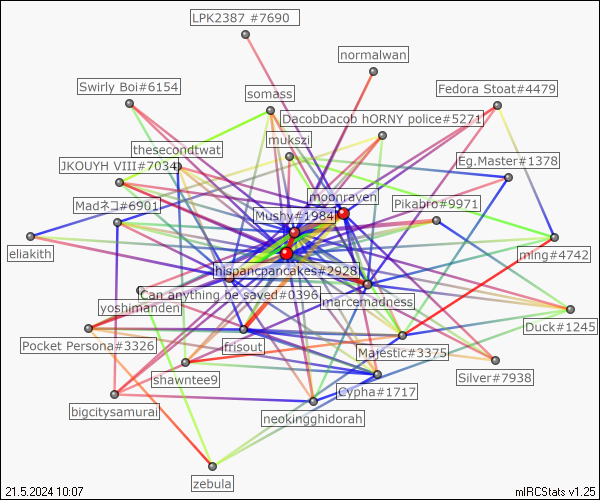 LPK2387 #7690
normalwan
Swirly Boi#6154
Fedora Stoat#4479
somass
DacobDacob hORNY police#5271
mukszi
thesecondtwat
Eg.Master#1378
JKOUYH VIII#7034
moonraven
Pikabro#9971
Madネコ#6901
Mushy#1984
eliakith
ming#4742
hispancpancakes#2928
Can anything be saved#0396
marcemadness
yoshimanden
Duck#1245
Pocket Persona#3326
frisout
Majestic#3375
shawntee9
Silver#7938
Cypha#1717
bigcitysamurai
neokingghidorah
zebula
21.5.2024 10:07
mIRCStats v1.25